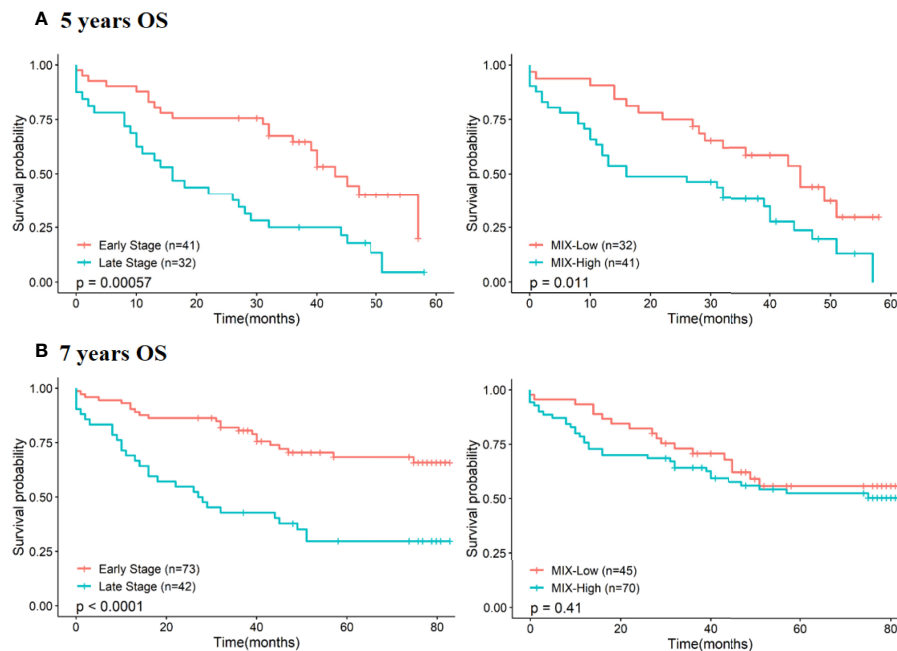 A 5 years OS
1.00
0.75
0.50
0.25
0.00
Survival probability
Early Stage (n=41)
Late Stage (n=32)
p = 0.00057
0 20 40 60
Time(months)
1.00
0.75
0.50
0.25
0.00
Survival probability
MIX-Low (n=32)
MIX-High (n=41)
p = 0.011
0 10 20 30 40 50 60
Time(months)
B 7 years OS
1.00
0.75
0.50
0.25
0.00
Survival probability
Early Stage (n=73)
Late Stage (n=42)
p < 0.0001
0 20 40 60 80
Time(months)
1.00
0.75
0.50
0.25
0.00
Survival probability
MIX-Low (n=45)
MIX-High (n=70)
p = 0.41
0 20 40 60 80
Time(months)